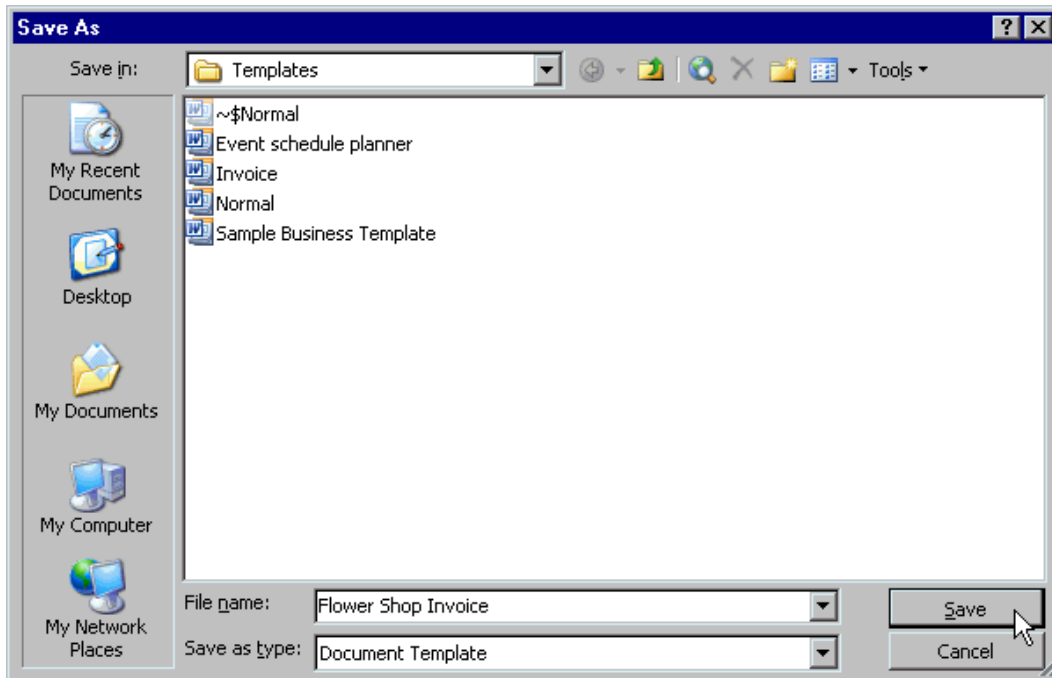 Save As
Save in:
Templates
Tools
~$Normal
Event schedule planner
Invoice
Normal
Sample Business Template
My Recent
Documents
Desktop
My Documents
My Computer
My Network
Places
File name:
Flower Shop Invoice
Save
Save as type:
Document Template
Cancel